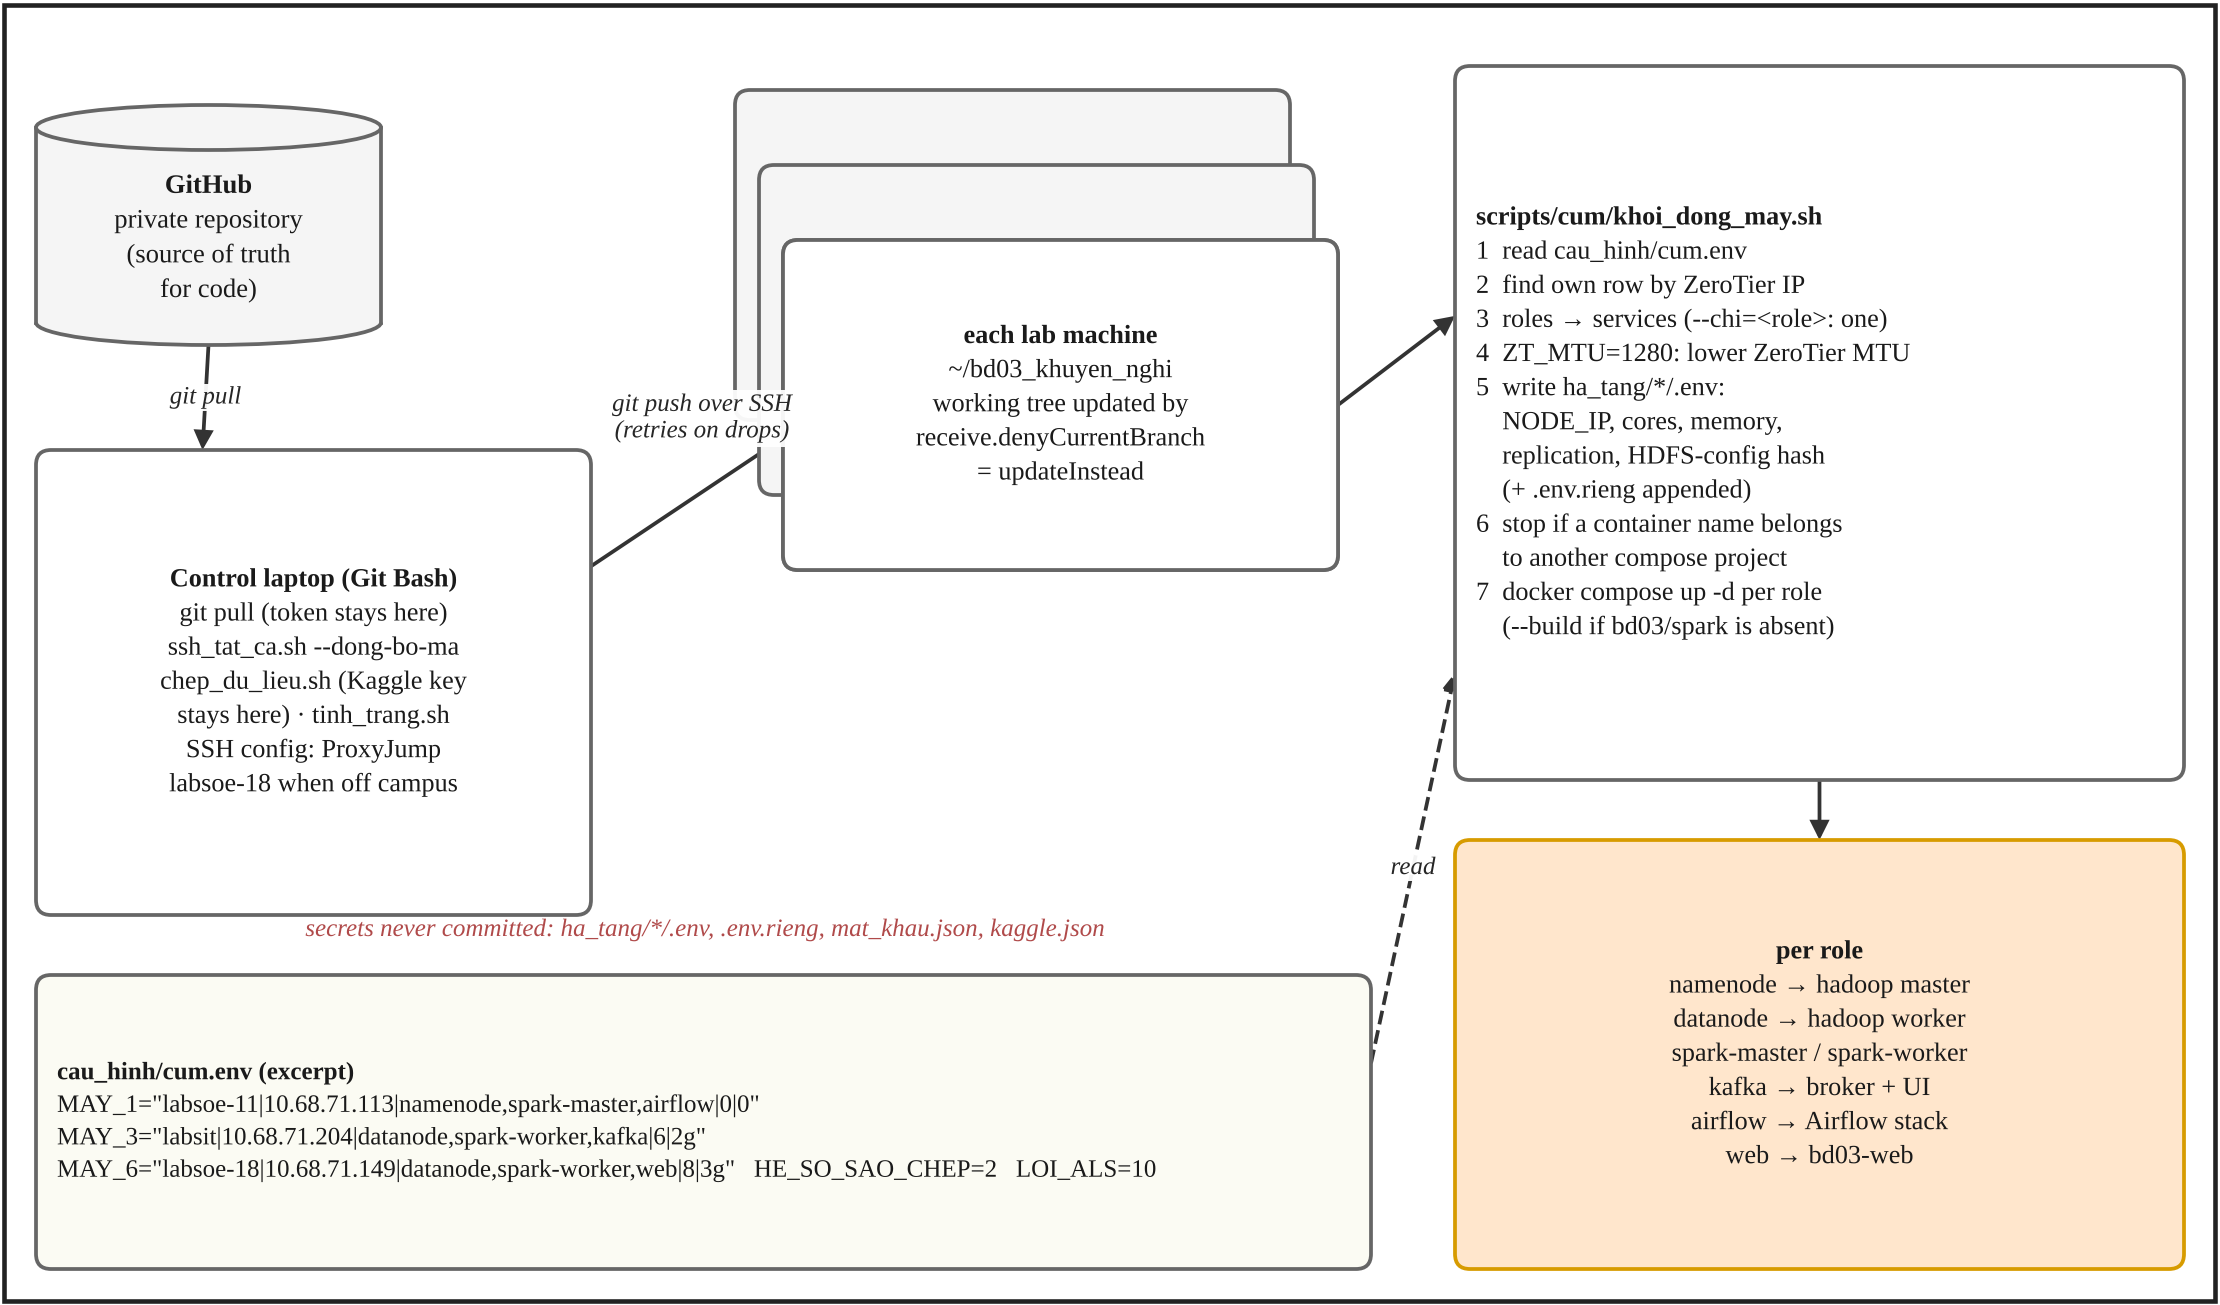 GitHub
private repository
(source of truth
for code)
git pull
Control laptop (Git Bash)
git pull (token stays here)
ssh_tat_ca.sh --dong-bo-ma
chep_du_lieu.sh (Kaggle key
stays here) · tinh_trang.sh
SSH config: ProxyJump
labsoe-18 when off campus
git push over SSH
(retries on drops)
each lab machine
~/bd03_khuyen_nghi
working tree updated by
receive.denyCurrentBranch
= updateInstead
scripts/cum/khoi_dong_may.sh
1 read cau_hinh/cum.env
2 find own row by ZeroTier IP
3 roles → services (--chi=<role>: one)
4 ZT_MTU=1280: lower ZeroTier MTU
5 write ha_tang/*/.env:
NODE_IP, cores, memory,
replication, HDFS-config hash
(+ .env.rieng appended)
6 stop if a container name belongs
to another compose project
7 docker compose up -d per role
(--build if bd03/spark is absent)
read
secrets never committed: ha_tang/*/.env, .env.rieng, mat_khau.json, kaggle.json
cau_hinh/cum.env (excerpt)
MAY_1="labsoe-11|10.68.71.113|namenode,spark-master,airflow|0|0"
MAY_3="labsit|10.68.71.204|datanode,spark-worker,kafka|6|2g"
MAY_6="labsoe-18|10.68.71.149|datanode,spark-worker,web|8|3g" HE_SO_SAO_CHEP=2 LOI_ALS=10
per role
namenode → hadoop master
datanode → hadoop worker
spark-master / spark-worker
kafka → broker + UI
airflow → Airflow stack
web → bd03-web